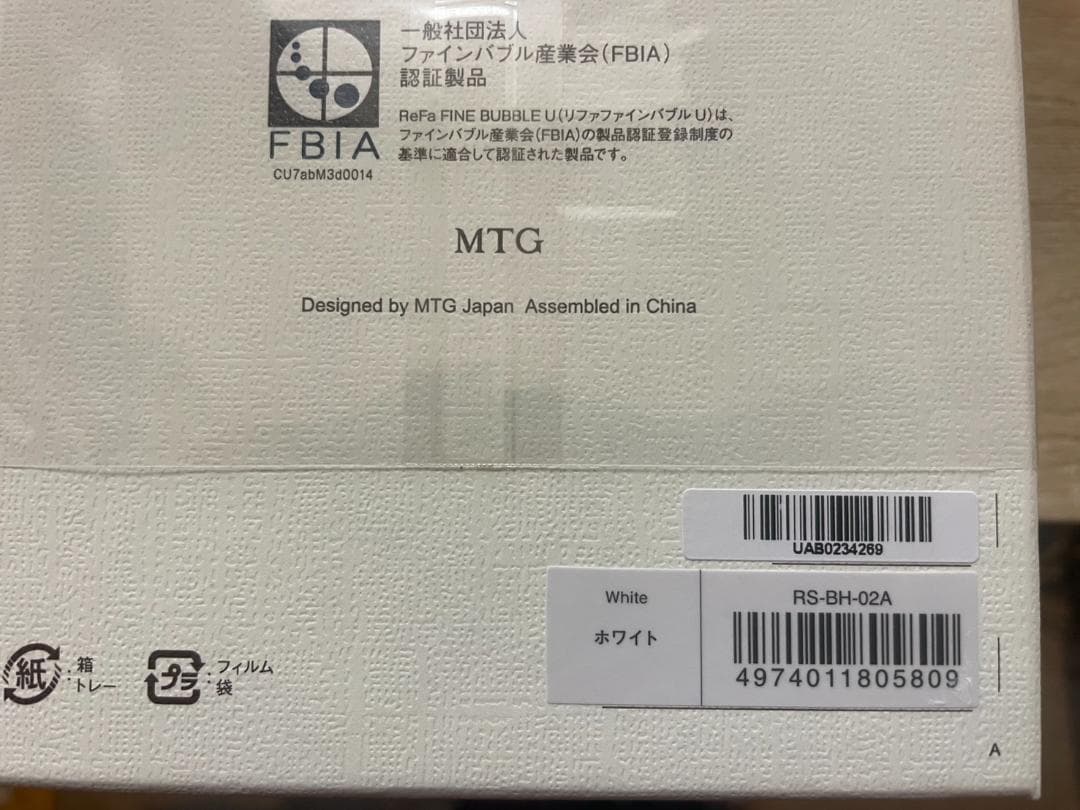 一般社団法人
ファインバブル産業会(FBIA)
認証製品
FBIA
CU7abM3d0014
ReFa FINE BUBBLE U(リファファインバブル U)は、
ファインバブル産業会(FBIA)の製品認証登録制度の
基準に適合して認証された製品です。
MTG
Designed by MTG Japan Assembled in China
UAB0234269
White
ホワイト
RS-BH-02A
4974011805809
紙
:箱
:トレー
プラ
:フィルム
袋
A